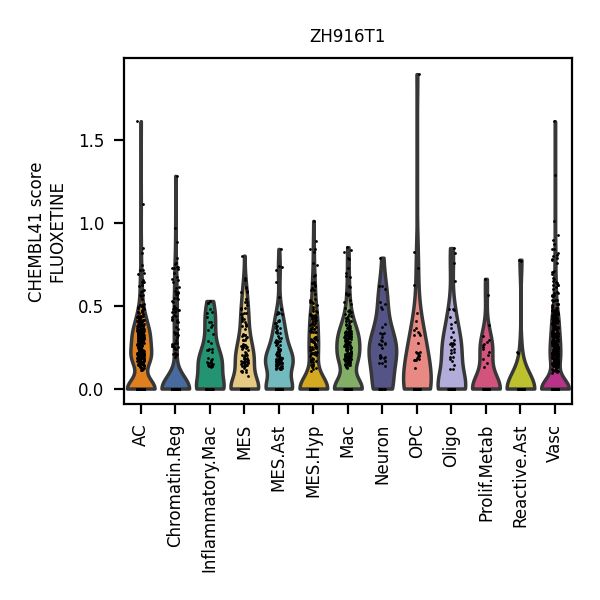 ZH916T1
CHEMBL41 score
FLUOXETINE
1.5
1.0
0.5
0.0
AC
Chromatin.Reg
Inflammatory.Mac
MES
MES.Ast
MES.Hyp
Mac
Neuron
OPC
Oligo
Prolif.Metab
Reactive.Ast
Vasc